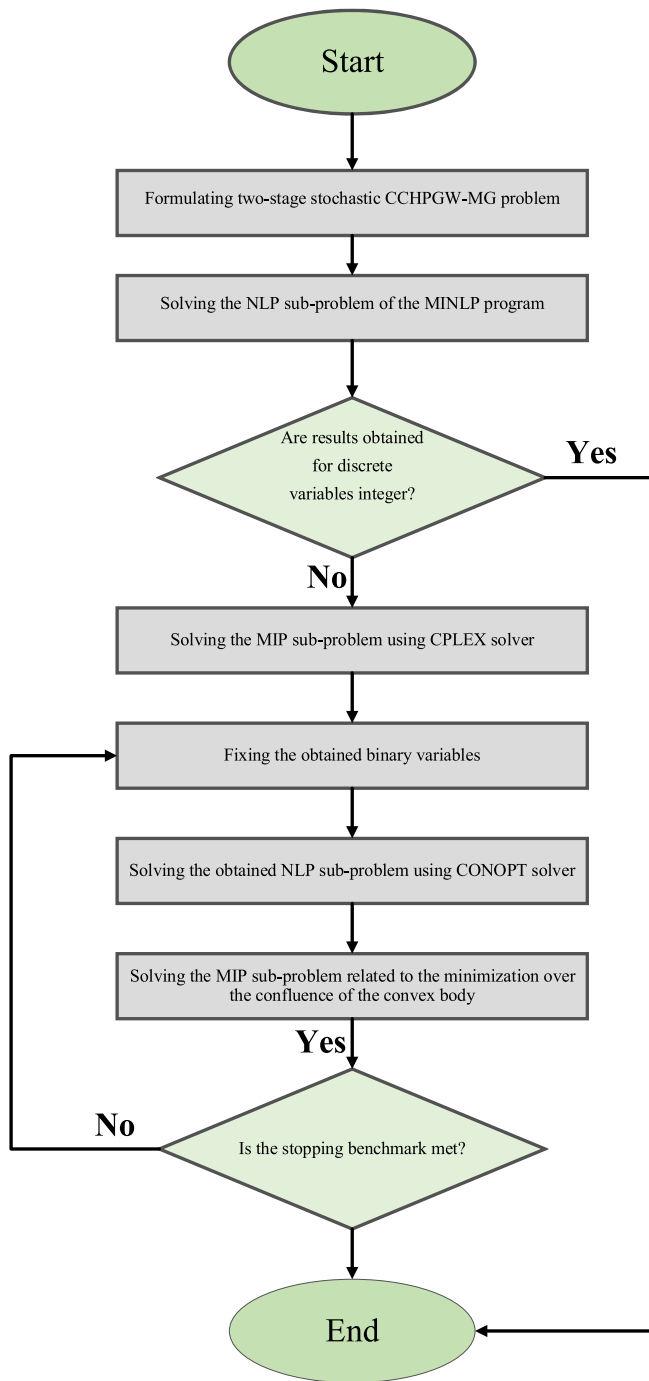 Start
Formulating two-stage stochastic CCHPGW-MG problem
Solving the NLP sub-problem of the MINLP program
Are results obtained
for discrete
variables integer?
Yes
No
Solving the MIP sub-problem using CPLEX solver
Fixing the obtained binary variables
Solving the obtained NLP sub-problem using CONOPT solver
Solving the MIP sub-problem related to the minimization over
the confluence of the convex body
Yes
No
Is the stopping benchmark met?
End